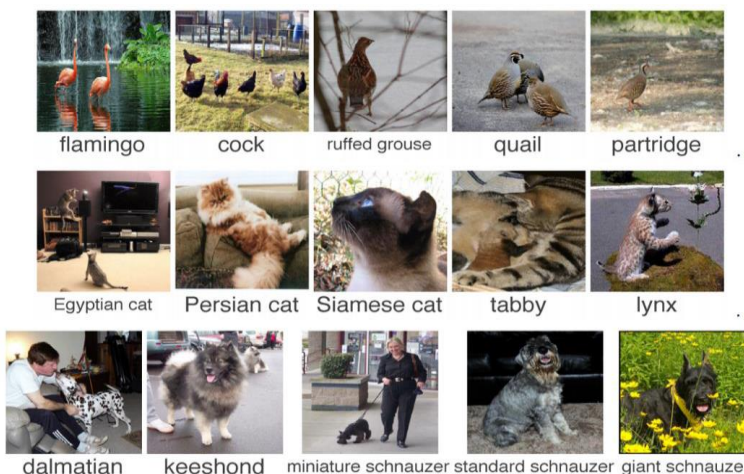 flamingo cock ruffed grouse quail partridge
.
Egyptian cat Persian cat Siamese cat tabby lynx
.
dalmatian keeshond miniature schnauzer standard schnauzer giant schnauze